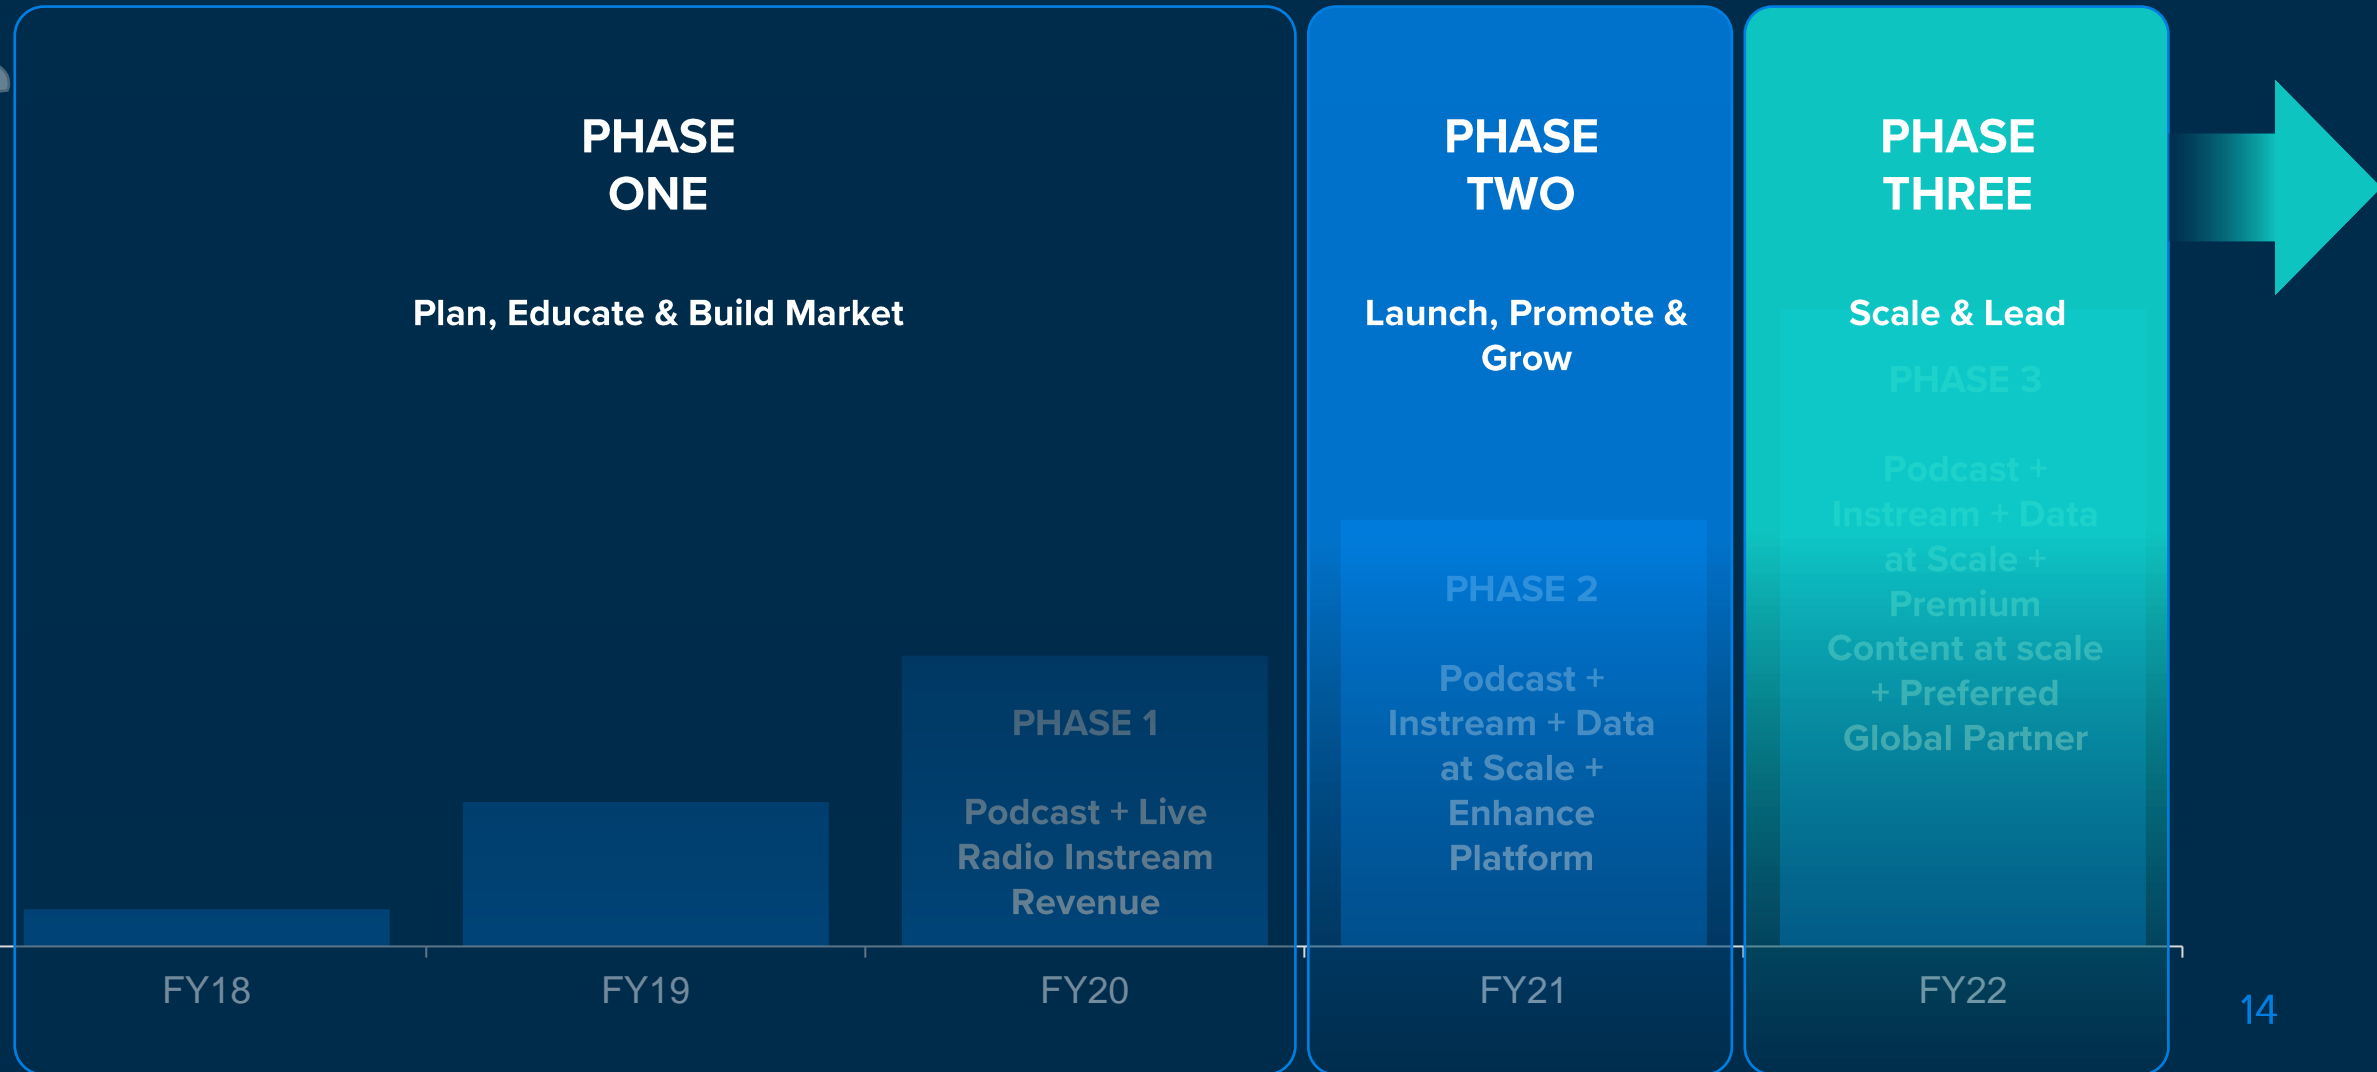 PHASE
ONE
Plan, Educate & Build Market
PHASE
TWO
Launch, Promote &
Grow
PHASE
THREE
Scale & Lead
PHASE 1
Podcast + Live
Radio Instream
Revenue
PHASE 2
Podcast +
Instream + Data
at Scale +
Enhance
Platform
PHASE 3
Podcast +
Instream + Data
at Scale +
Premium
Content at scale
+ Preferred
Global Partner
FY18
FY19
FY20
FY21
FY22
14